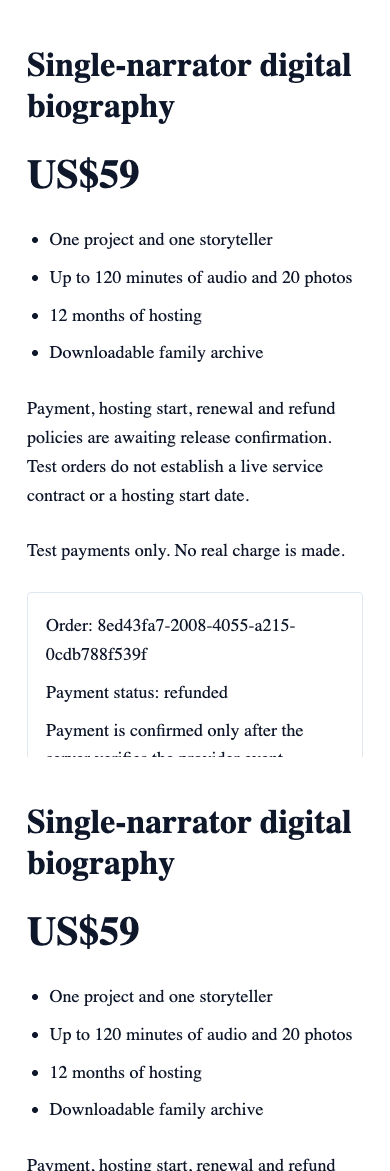 Single-narrator digital
biography
US$59
One project and one storyteller
Up to 120 minutes of audio and 20 photos
12 months of hosting
Downloadable family archive
Payment, hosting start, renewal and refund
policies are awaiting release confirmation.
Test orders do not establish a live service
contract or a hosting start date.
Test payments only. No real charge is made.
Order: 8ed43fa7-2008-4055-a215-
0cdb788f539f
Payment status: refunded
Payment is confirmed only after the
server verifies the provider event
Single-narrator digital
biography
US$59
One project and one storyteller
Up to 120 minutes of audio and 20 photos
12 months of hosting
Downloadable family archive
Payment, hosting start, renewal and refund